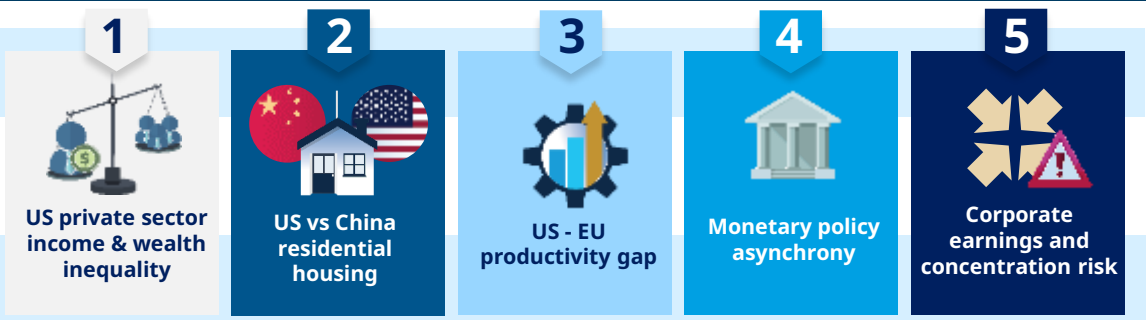 1
US private sector
income & wealth
inequality
2
US vs China
residential
housing
3
US - EU
productivity gap
4
Monetary policy
asynchrony
5
Corporate
earnings and
concentration risk